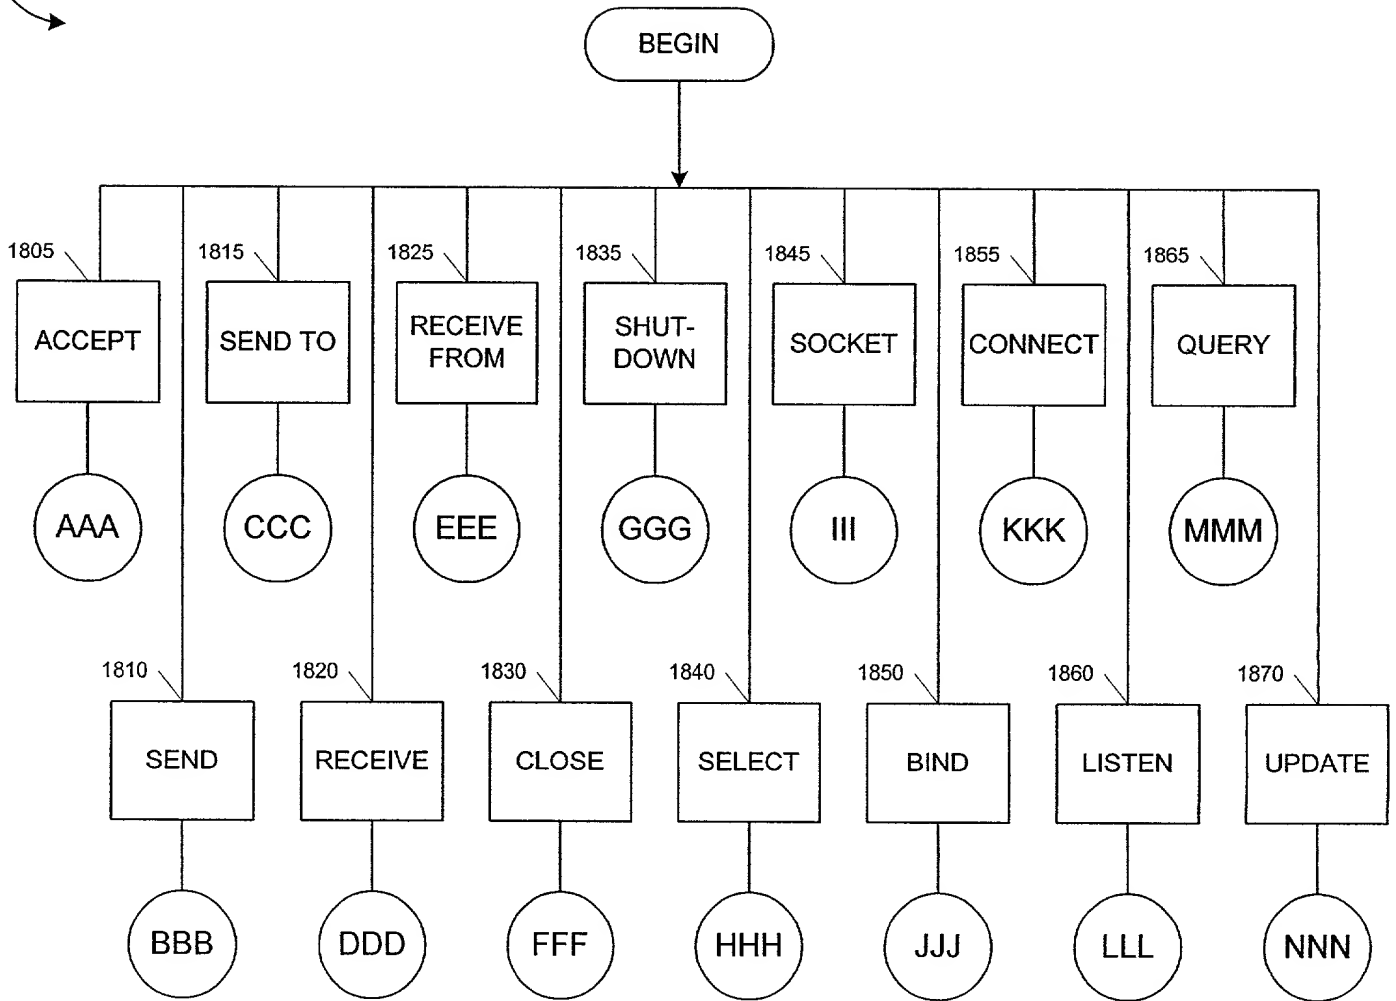 BEGIN
1805
1815
1825
1835
1845
1855
1865
ACCEPT
SEND TO
RECEIVE
FROM
SHUT-
DOWN
SOCKET
CONNECT
QUERY
AAA
CCC
EEE
GGG
III
KKK
MMM
1810
1820
1830
1840
1850
1860
1870
SEND
RECEIVE
CLOSE
SELECT
BIND
LISTEN
UPDATE
BBB
DDD
FFF
HHH
JJJ
LLL
NNN